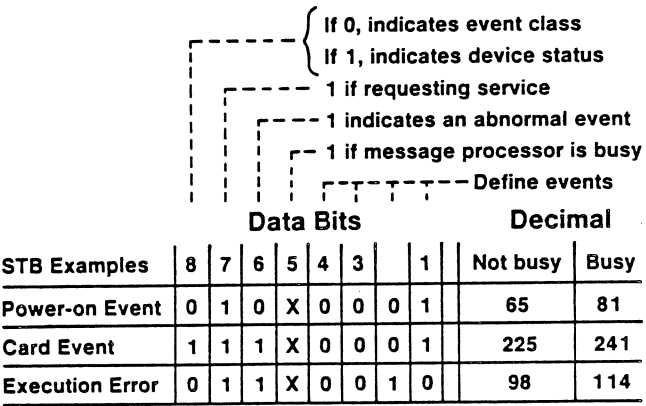 If 0, indicates event class
If 1, indicates device status
1 if requesting service
1 indicates an abnormal event
1 if message processor is busy
Define events
Data Bits Decimal
STB Examples 8 7 6 5 4 3 1 Not busy Busy
Power-on Event 0 1 0 X 0 0 0 1 65 81
Card Event 1 1 1 X 0 0 0 1 225 241
Execution Error 0 1 1 X 0 0 1 0 98 114